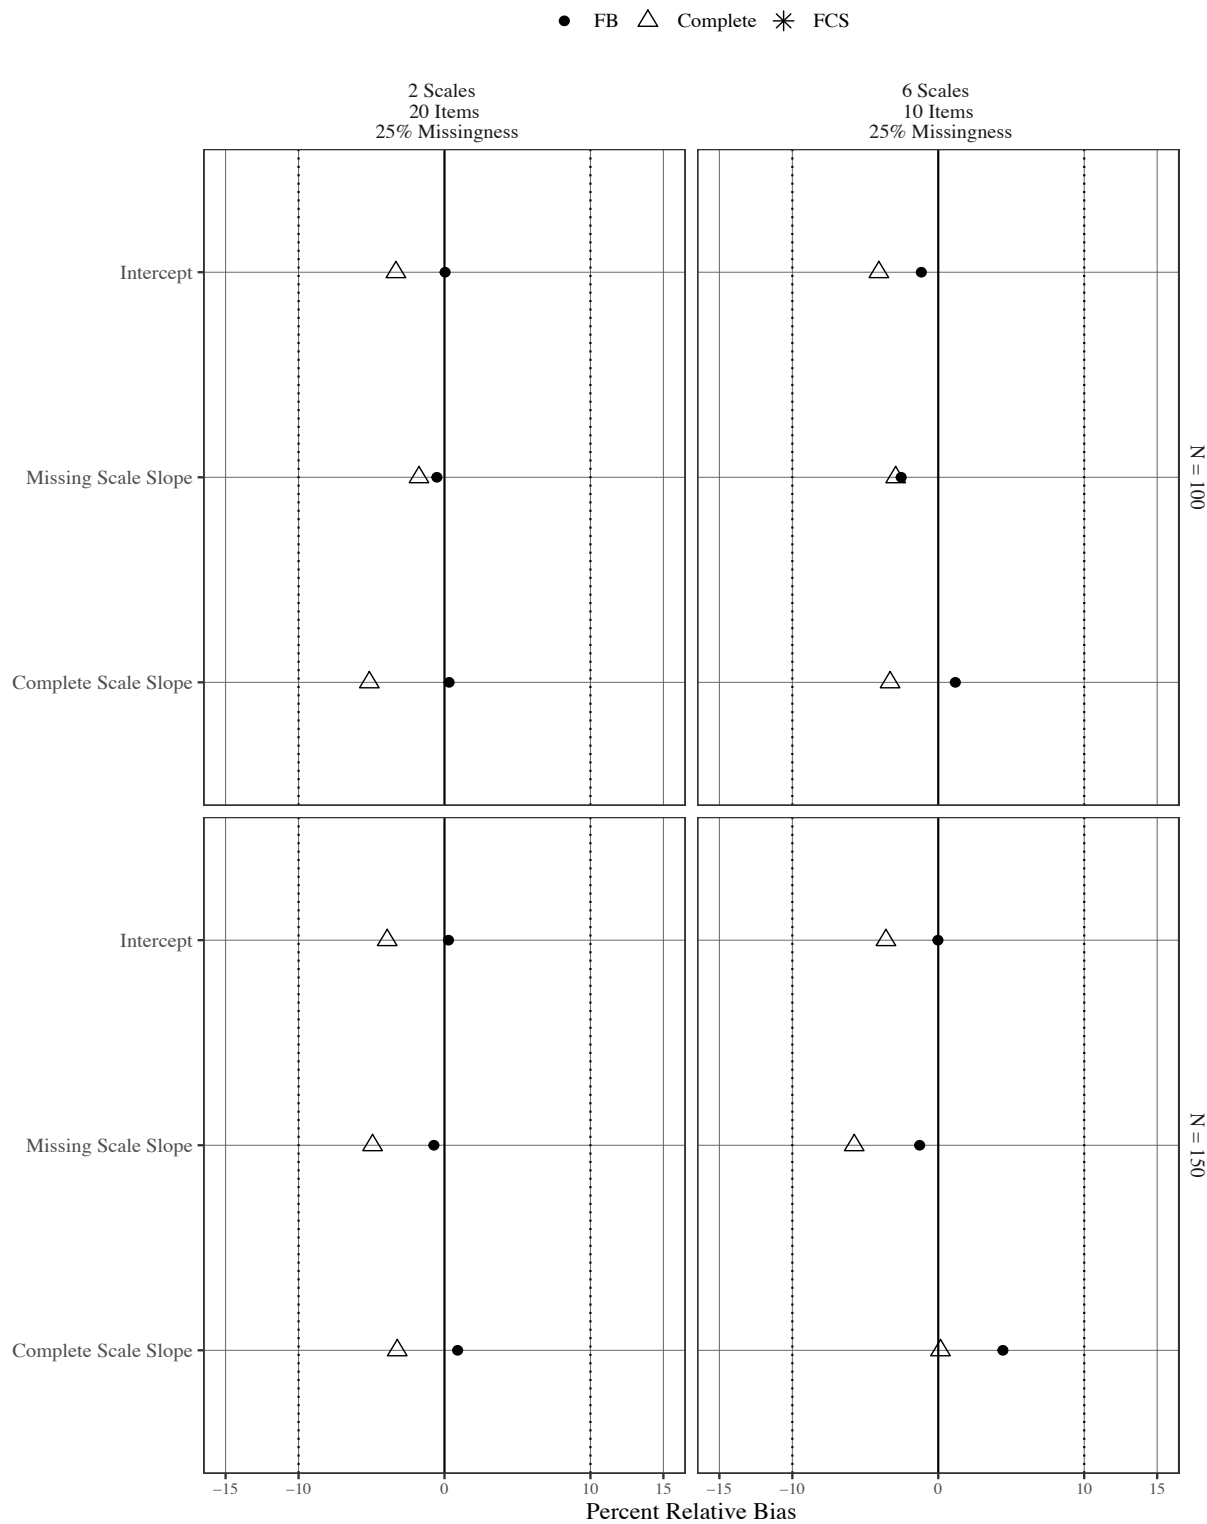 FB Complete FCS
2 Scales
20 Items
25% Missingness
6 Scales
10 Items
25% Missingness
Intercept
Missing Scale Slope
Complete Scale Slope
N = 100
Intercept
Missing Scale Slope
Complete Scale Slope
N = 150
−15 −10 0 10 15
−15 −10 0 10 15
Percent Relative Bias